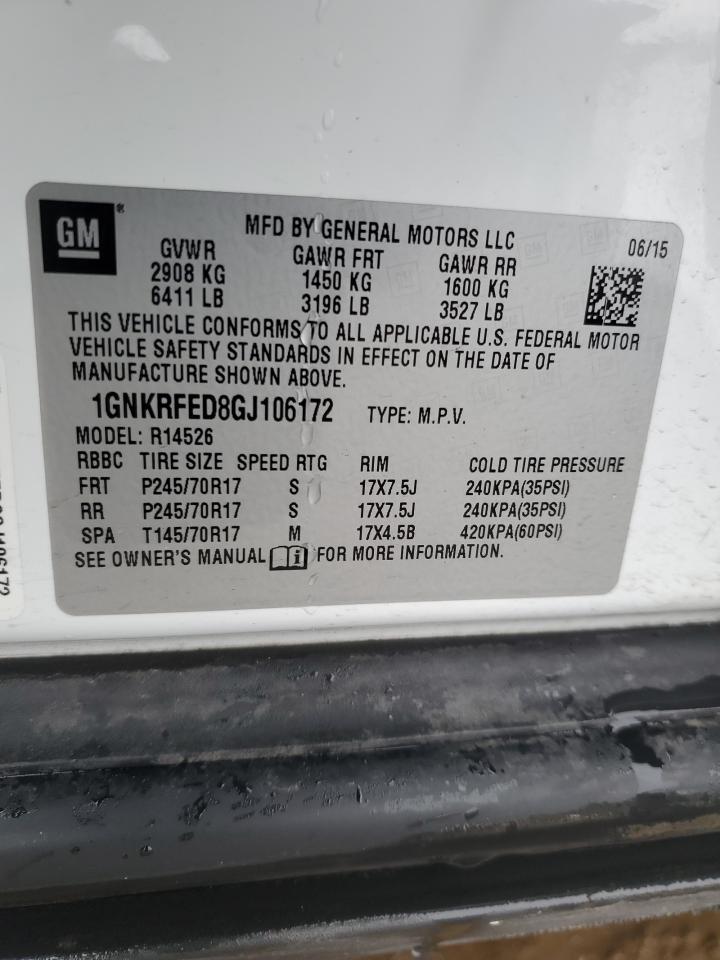 GM®
MFD BY GENERAL MOTORS LLC 06/15
GVWR GAWR FRT GAWR RR
2908 KG 1450 KG 1600 KG
6411 LB 3196 LB 3527 LB
THIS VEHICLE CONFORMS TO ALL APPLICABLE U.S. FEDERAL MOTOR
VEHICLE SAFETY STANDARDS IN EFFECT ON THE DATE OF
MANUFACTURE SHOWN ABOVE.
1GNKRFED8GJ106172 TYPE: M.P.V.
MODEL: R14526
RBBC TIRE SIZE SPEED RTG RIM COLD TIRE PRESSURE
FRT P245/70R17 S 17X7.5J 240KPA(35PSI)
RR P245/70R17 S 17X7.5J 240KPA(35PSI)
SPA T145/70R17 M 17X4.5B 420KPA(60PSI)
SEE OWNER'S MANUAL FOR MORE INFORMATION.